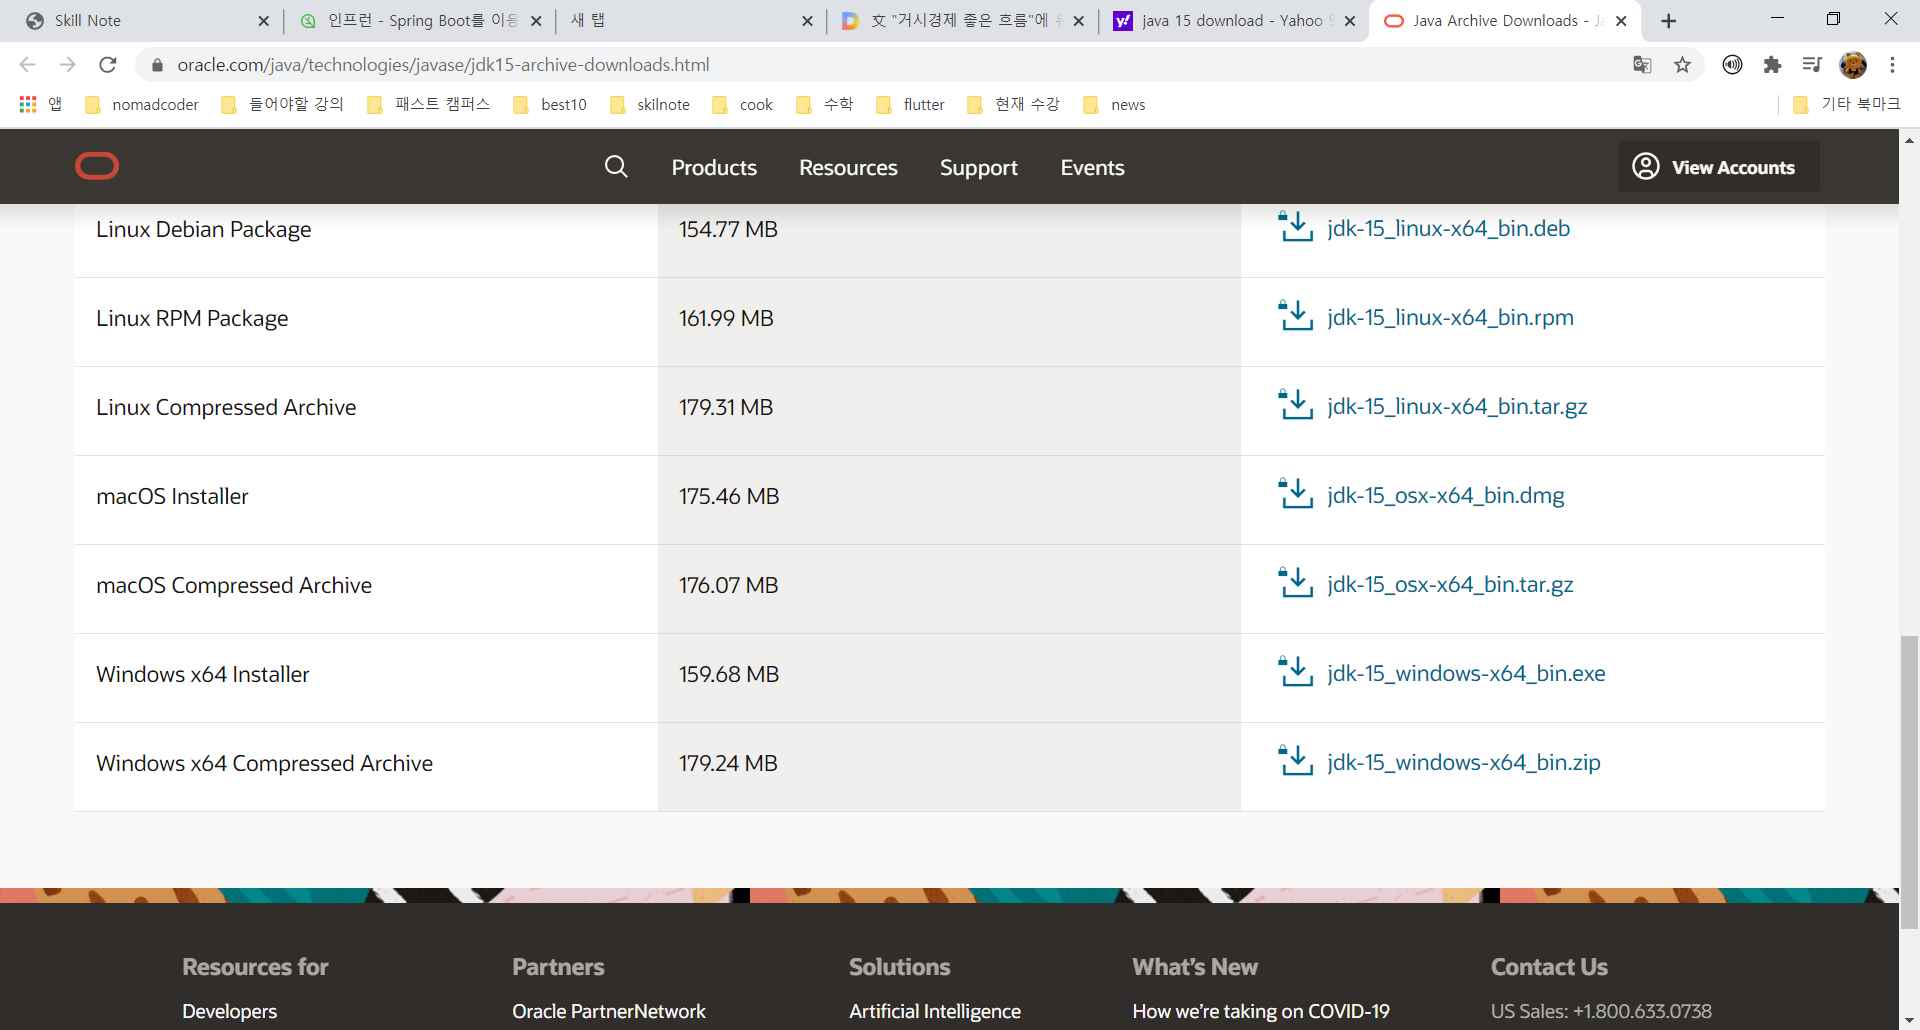 Skill Note
인프런 - Spring Boot를 이용
새 탭
文 "거시경제 좋은 흐름"에
java 15 download - Yahoo
Java Archive Downloads - Ja
oracle.com/java/technologies/javase/jdk15-archive-downloads.html
앱 nomadcoder 들어야할 강의 패스트 캠퍼스 best10 skilnote cook 수학 flutter 현재 수강 news 기타 북마크
Products Resources Support Events View Accounts
Linux Debian Package 154.77 MB jdk-15_linux-x64_bin.deb
Linux RPM Package 161.99 MB jdk-15_linux-x64_bin.rpm
Linux Compressed Archive 179.31 MB jdk-15_linux-x64_bin.tar.gz
macOS Installer 175.46 MB jdk-15_osx-x64_bin.dmg
macOS Compressed Archive 176.07 MB jdk-15_osx-x64_bin.tar.gz
Windows x64 Installer 159.68 MB jdk-15_windows-x64_bin.exe
Windows x64 Compressed Archive 179.24 MB jdk-15_windows-x64_bin.zip
Resources for Partners Solutions What's New Contact Us
Developers Oracle PartnerNetwork Artificial Intelligence How we're taking on COVID-19 US Sales: +1.800.633.0738